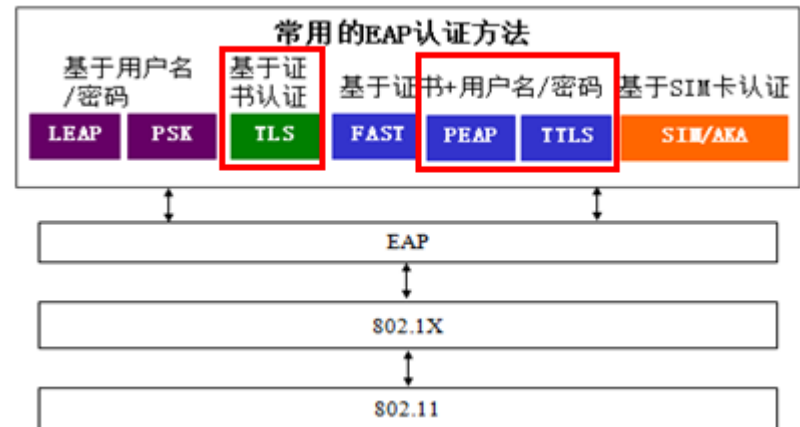 常用的EAP认证方法
基于用户名
/密码
基于证
书认证
基于证书+用户名/密码
基于SIM卡认证
LEAP
PSK
TLS
FAST
PEAP
TTLS
SIM/AKA
EAP
802.1X
802.11